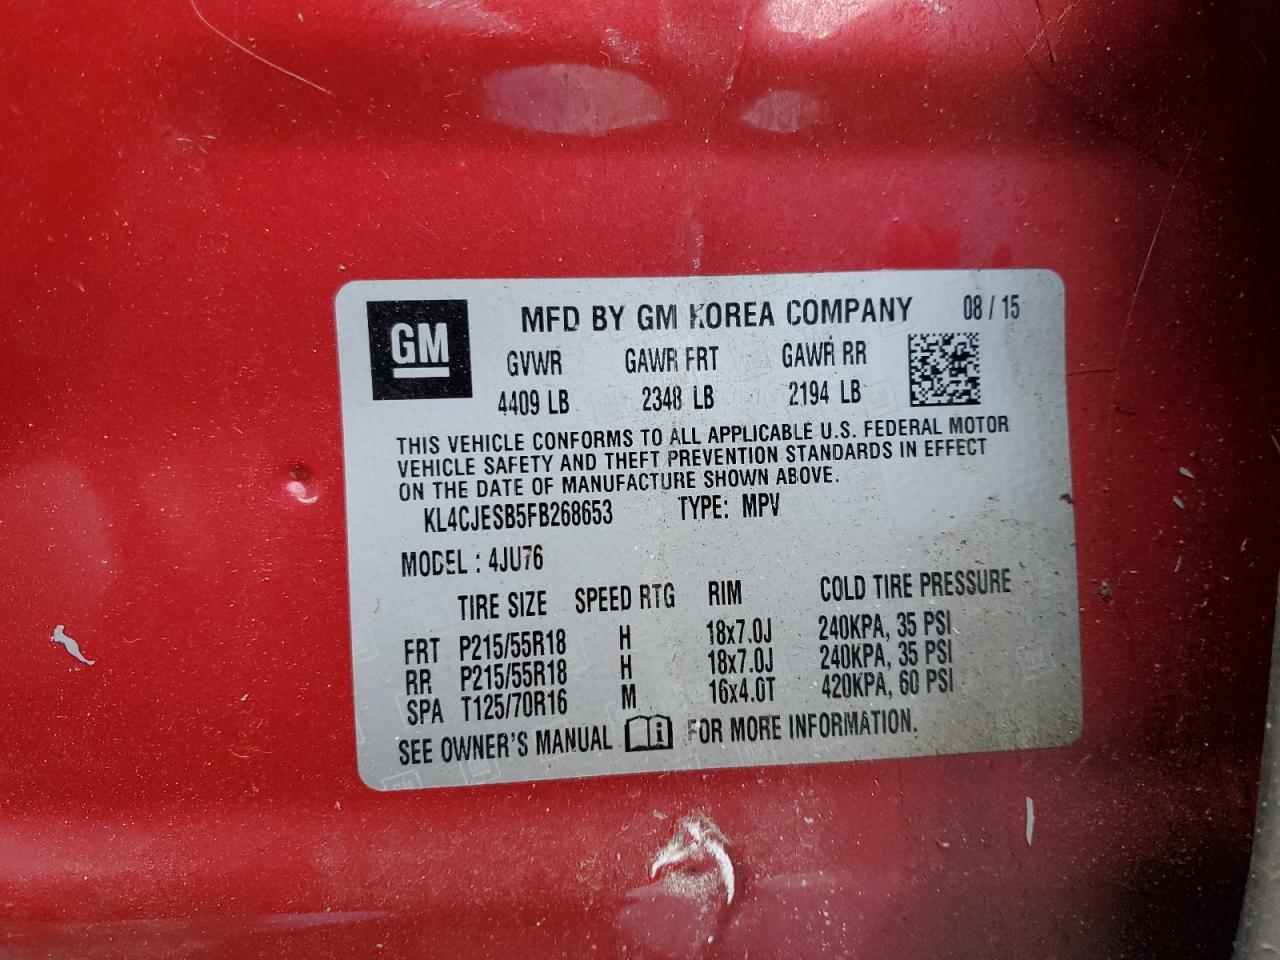 GM
MFD BY GM KOREA COMPANY 08 / 15
GVWR GAWR FRT GAWR RR
4409 LB 2348 LB 2194 LB
THIS VEHICLE CONFORMS TO ALL APPLICABLE U.S. FEDERAL MOTOR
VEHICLE SAFETY AND THEFT PREVENTION STANDARDS IN EFFECT
ON THE DATE OF MANUFACTURE SHOWN ABOVE.
KL4CJESB5FB268653 TYPE: MPV
MODEL : 4JU76
TIRE SIZE SPEED RTG RIM COLD TIRE PRESSURE
FRT P215/55R18 H 18x7.0J 240KPA, 35 PSI
RR P215/55R18 H 18x7.0J 240KPA, 35 PSI
SPA T125/70R16 M 16x4.0T 420KPA, 60 PSI
SEE OWNER'S MANUAL FOR MORE INFORMATION.